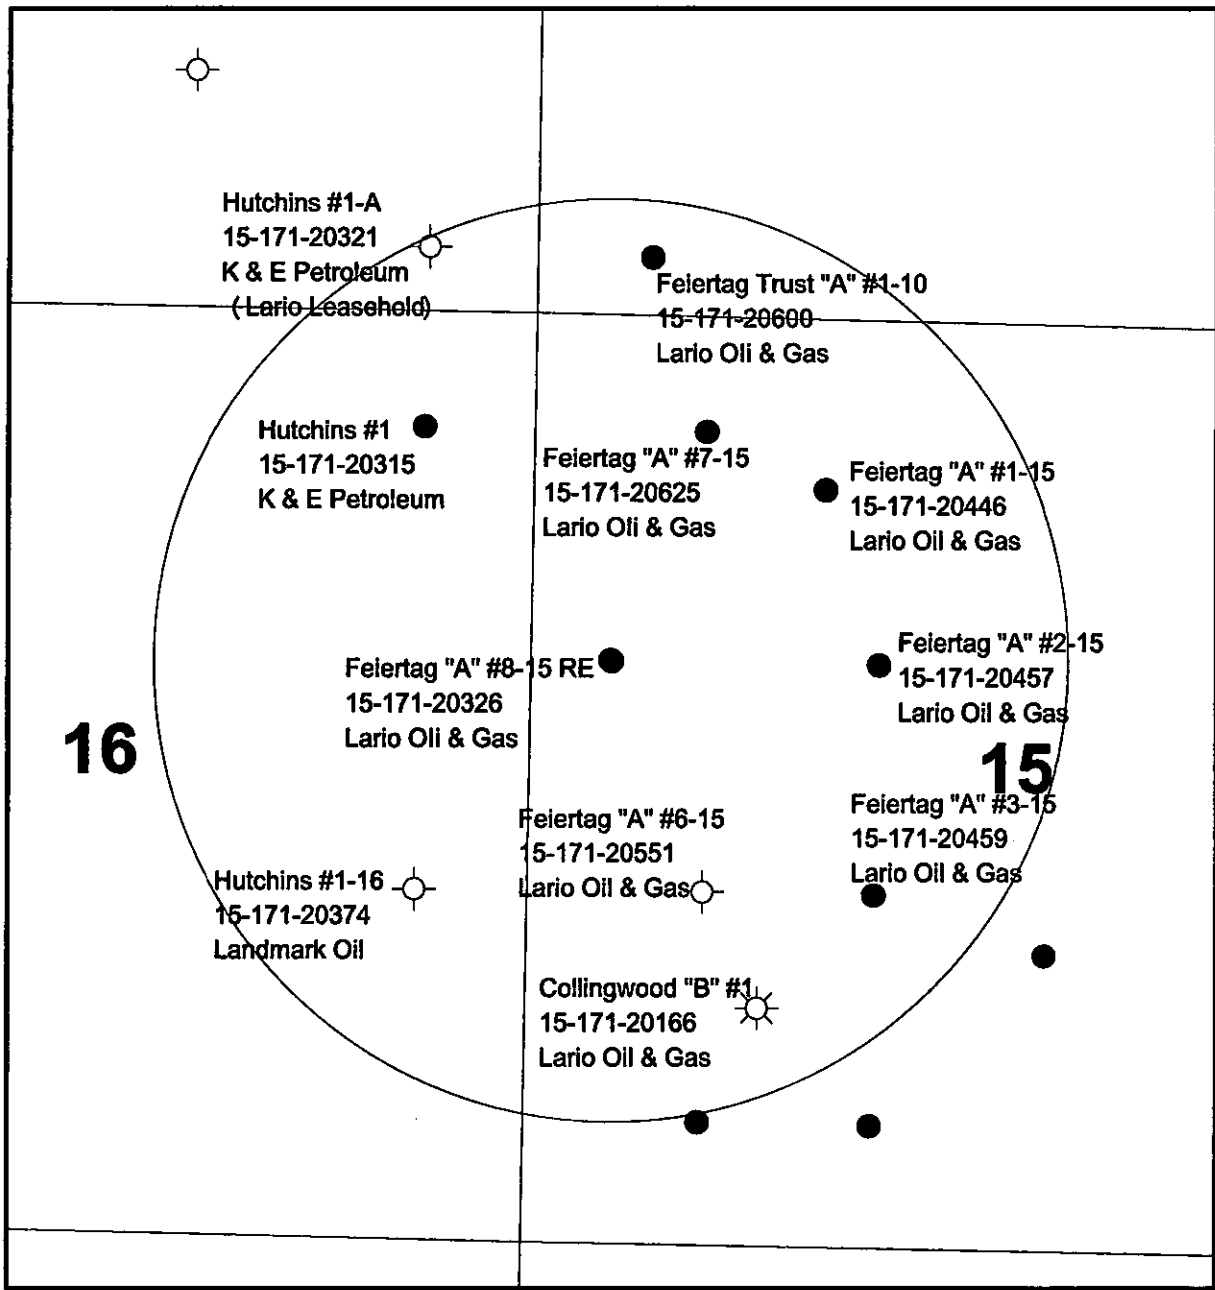 Hutchins #1-A
15-171-20321
K & E Petroleum
( Lario Leasehold)
Feiertag Trust "A" #1-10
15-171-20600
Lario Oli & Gas
Hutchins #1
15-171-20315
K & E Petroleum
Feiertag "A" #7-15
15-171-20625
Lario Oli & Gas
Feiertag "A" #1-15
15-171-20446
Lario Oil & Gas
Feiertag "A" #8-15 RE
15-171-20326
Lario Oli & Gas
Feiertag "A" #2-15
15-171-20457
Lario Oil & Gas
16
15
Feiertag "A" #6-15
15-171-20551
Lario Oil & Gas
Feiertag "A" #3-15
15-171-20459
Lario Oil & Gas
Hutchins #1-16
15-171-20374
Landmark Oil
Collingwood "B" #1
15-171-20166
Lario Oil & Gas